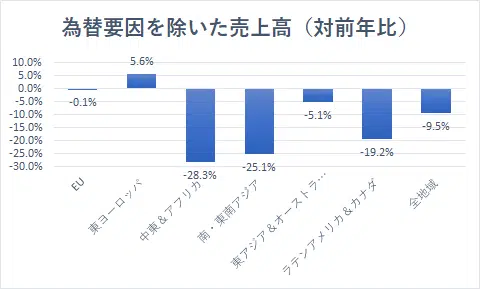 為替要因を除いた売上高（対前年比）
10.0%
5.0%
0.0%
-5.0%
-10.0%
-15.0%
-20.0%
-25.0%
-30.0%
-0.1%
5.6%
-28.3%
-25.1%
-5.1%
-19.2%
-9.5%
EU
東ヨーロッパ
中東＆アフリカ
南・東南アジア
東アジア＆オーストラ…
ラテンアメリカ＆カナダ
全地域